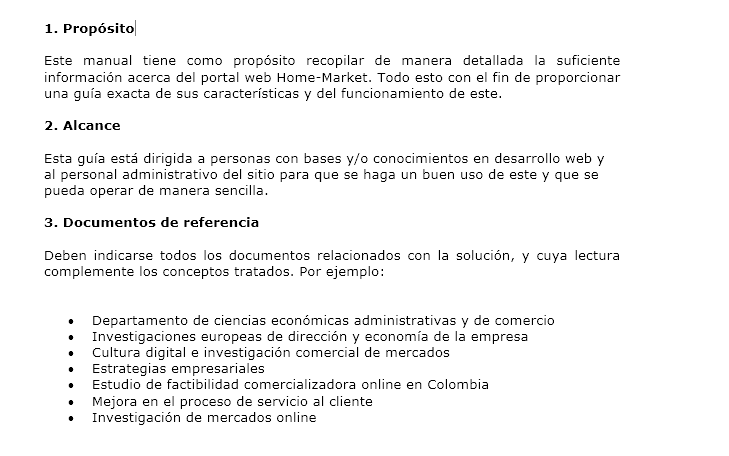 1. Propósito
Este manual tiene como propósito recopilar de manera detallada la suficiente
información acerca del portal web Home-Market. Todo esto con el fin de proporcionar
una guía exacta de sus características y del funcionamiento de este.
2. Alcance
Esta guía está dirigida a personas con bases y/o conocimientos en desarrollo web y
al personal administrativo del sitio para que se haga un buen uso de este y que se
pueda operar de manera sencilla.
3. Documentos de referencia
Deben indicarse todos los documentos relacionados con la solución, y cuya lectura
complemente los conceptos tratados. Por ejemplo:
• Departamento de ciencias económicas administrativas y de comercio
• Investigaciones europeas de dirección y economía de la empresa
• Cultura digital e investigación comercial de mercados
• Estrategias empresariales
• Estudio de factibilidad comercializadora online en Colombia
• Mejora en el proceso de servicio al cliente
• Investigación de mercados online